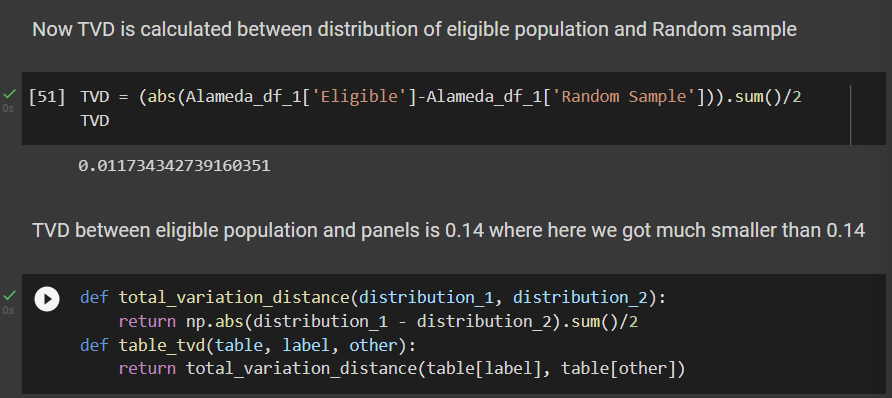 Now TVD is calculated between distribution of eligible population and Random sample
[51] TVD = (abs(Alameda_df_1['Eligible']-Alameda_df_1['Random Sample'])).sum()/2
0s
TVD
0.011734342739160351
TVD between eligible population and panels is 0.14 where here we got much smaller than 0.14
def total_variation_distance(distribution_1, distribution_2):
0s
return np.abs(distribution_1 - distribution_2).sum()/2
def table_tvd(table, label, other):
return total_variation_distance(table[label], table[other])